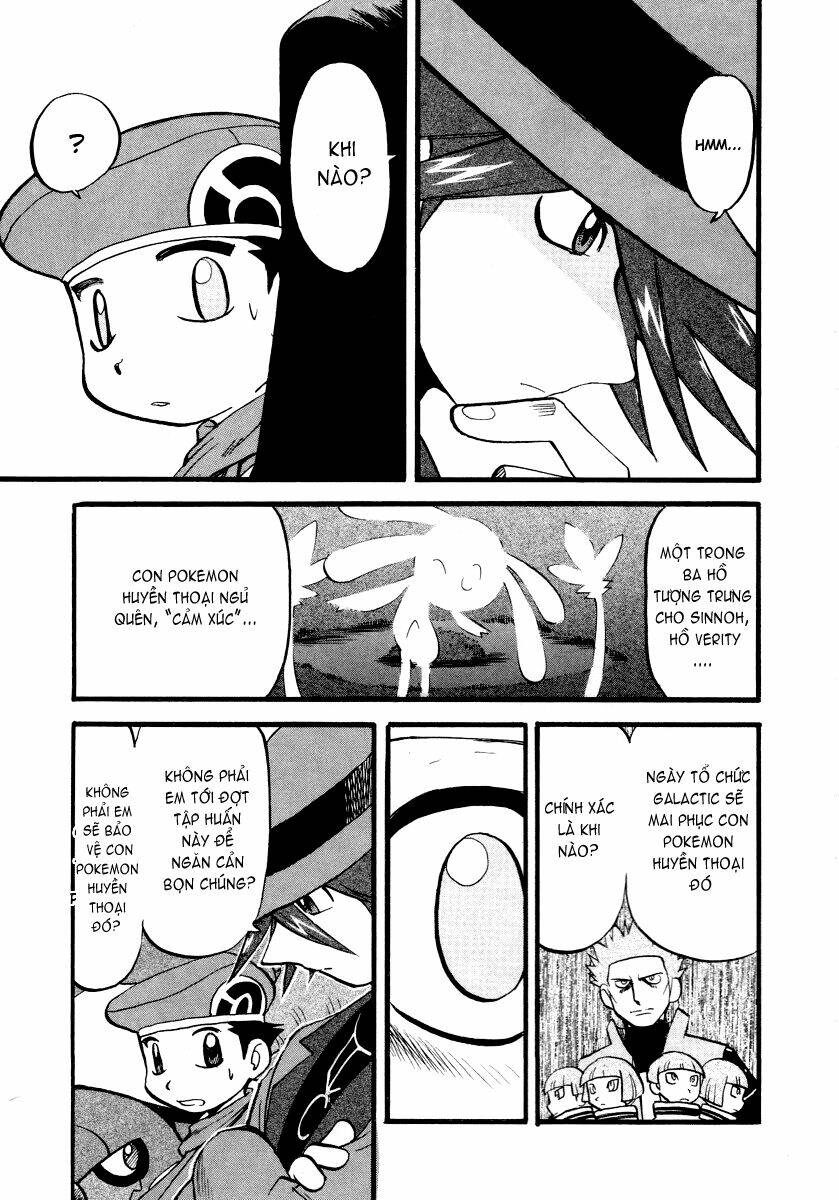 HMM...
KHI
NÀO?
?
MỘT TRONG
BA HỒ
TƯỢNG TRƯNG
CHO SINNOH,
HỒ VERITY
....
CON POKEMON
HUYỀN THOẠI NGỦ
QUÊN, "CẢM XÚC"...
NGÀY TỔ CHỨC
GALACTIC SẼ
MAI PHỤC CON
POKEMON
HUYỀN THOẠI
ĐÓ
CHÍNH XÁC
LÀ KHI
NÀO?
KHÔNG PHẢI
EM TỚI ĐỢT
TẬP HUẤN
NÀY ĐỂ
NGĂN CẢN
BỌN CHÚNG?
KHÔNG
PHẢI EM
SẼ BẢO
VỆ CON
POKEMON
HUYỀN
THOẠI
ĐÓ?